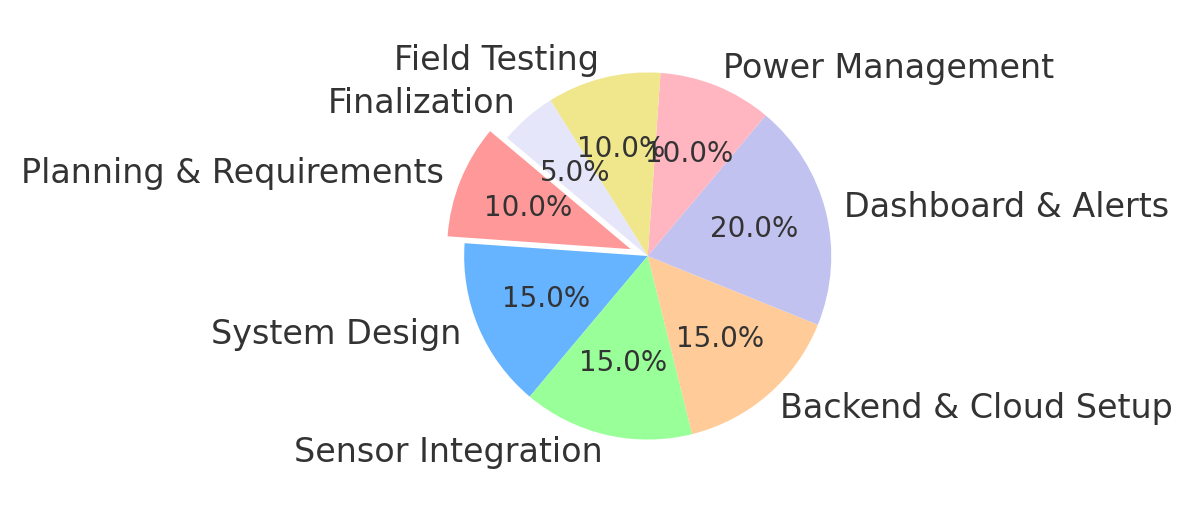 Field Testing
Power Management
Finalization
Planning & Requirements
Dashboard & Alerts
System Design
Backend & Cloud Setup
Sensor Integration
10.0%
10.0%
5.0%
10.0%
20.0%
15.0%
15.0%
15.0%